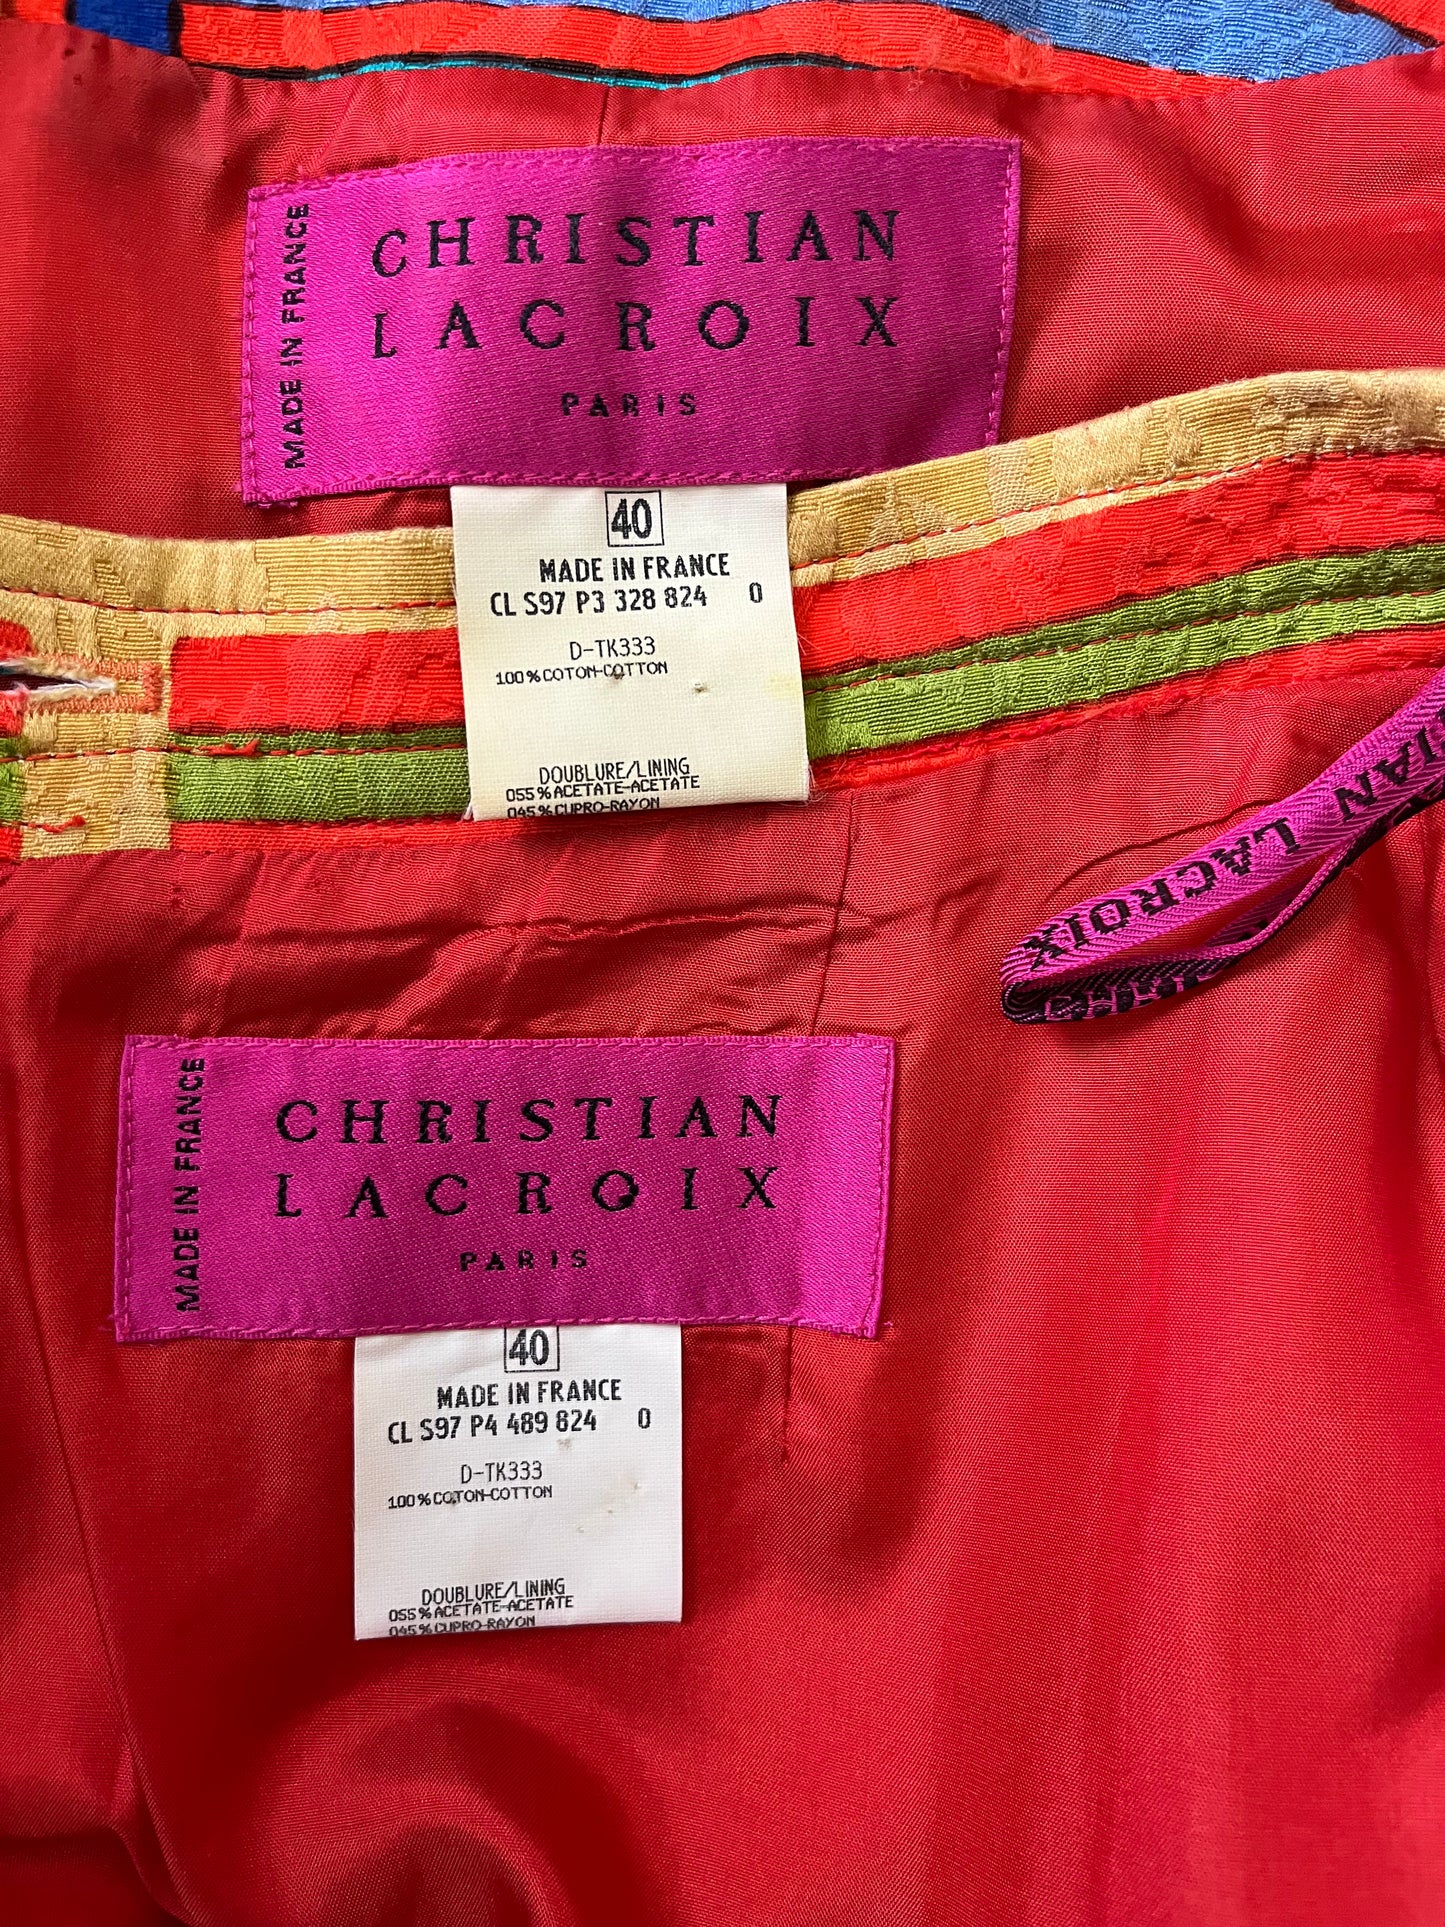 MADE IN FRANCE
CHRISTIAN
LACROIX
PARIS
40
MADE IN FRANCE
CL S97 P3 328 824 0
D-TK333
100% COTON-COTTON
DOUBLURE/LINING
055% ACETATE-ACETATE
045% CUPRO-RAYON
LACROIX
MADE IN FRANCE
CHRISTIAN
LACROIX
PARIS
40
MADE IN FRANCE
CL S97 P4 489 824 0
D-TK333
100% COTON-COTTON
DOUBLURE/LINING
055% ACETATE-ACETATE
045% CUPRO-RAYON